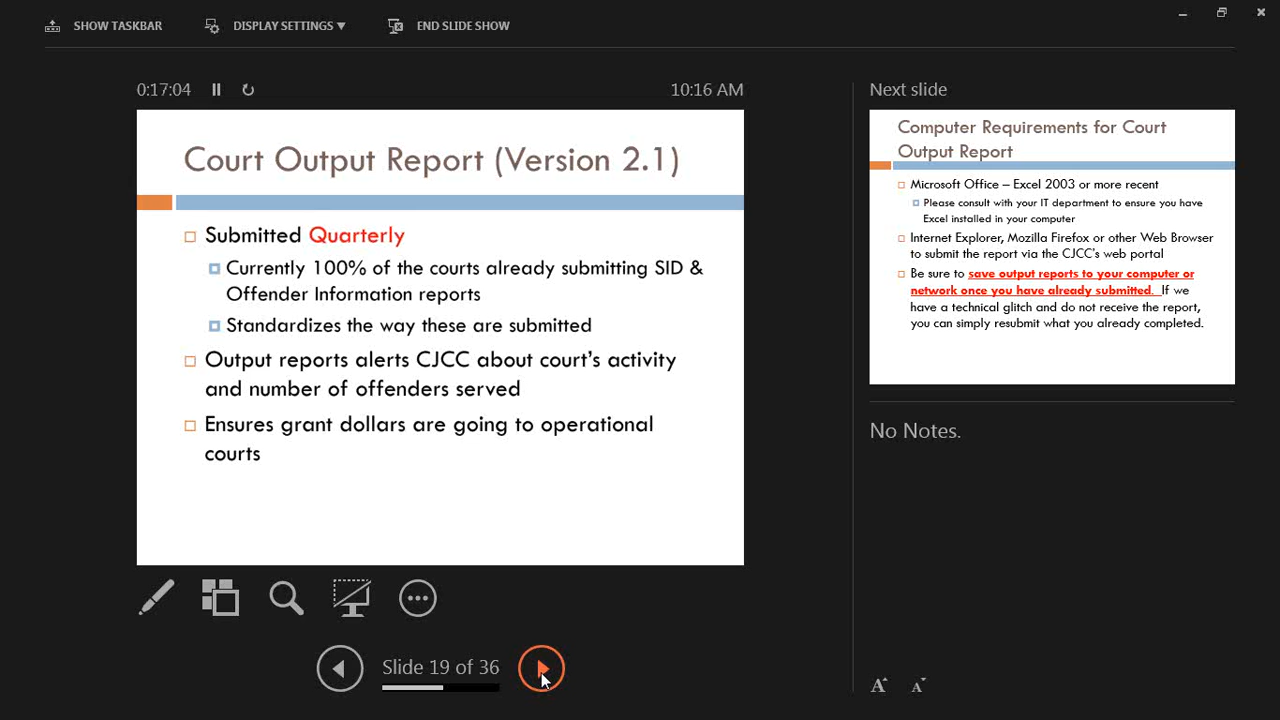 SHOW TASKBAR
DISPLAY SETTINGS ▼
END SLIDE SHOW
0:17:04
10:16 AM
Court Output Report (Version 2.1)
Submitted Quarterly
Currently 100% of the courts already submitting SID &
Offender Information reports
Standardizes the way these are submitted
Output reports alerts CJCC about court's activity
and number of offenders served
Ensures grant dollars are going to operational
courts
Slide 19 of 36
Next slide
Computer Requirements for Court
Output Report
Microsoft Office – Excel 2003 or more recent
Please consult with your IT department to ensure you have
Excel installed in your computer
Internet Explorer, Mozilla Firefox or other Web Browser
to submit the report via the CJCC's web portal
Be sure to save output reports to your computer or
network once you have already submitted. If we
have a technical glitch and do not receive the report,
you can simply resubmit what you already completed.
No Notes.
A A